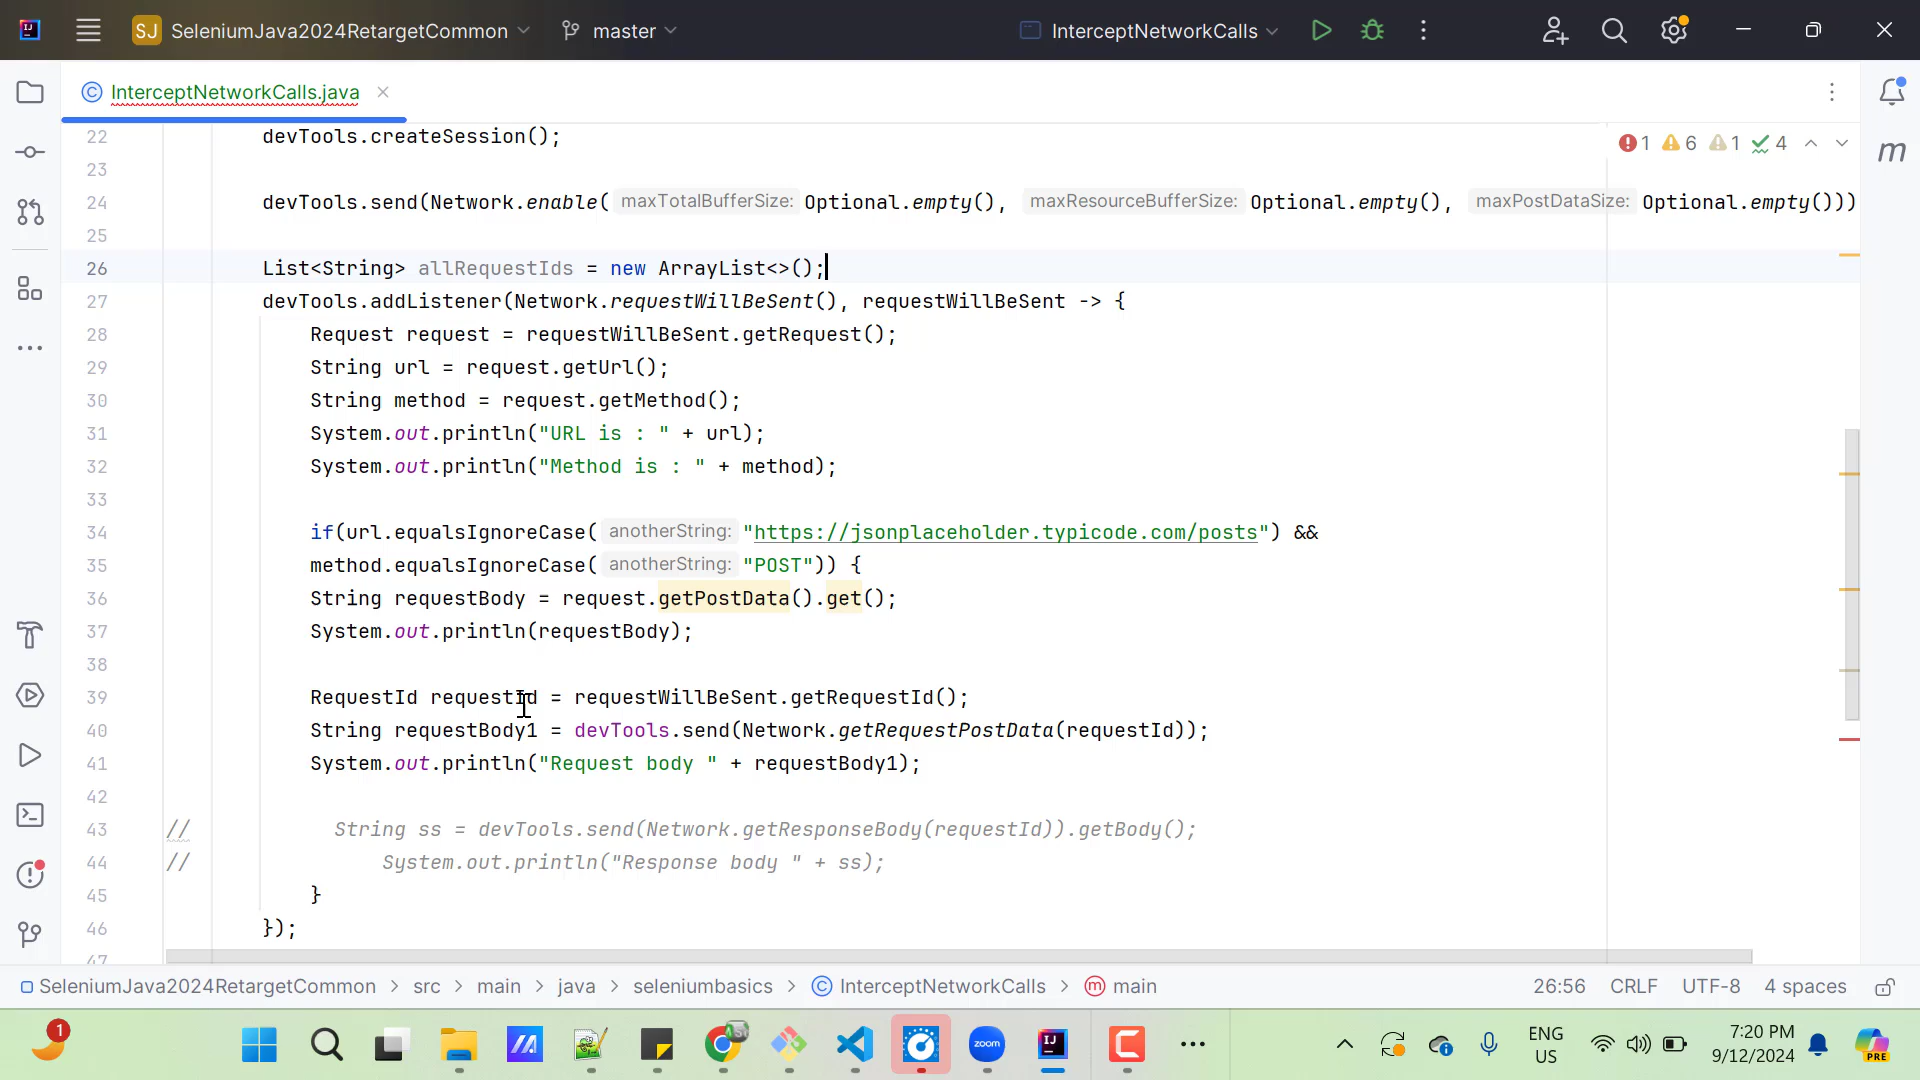 SJ SeleniumJava2024RetargetCommon master InterceptNetworkCalls
InterceptNetworkCalls.java
1 6 1 4
22 devTools.createSession();
23
24 devTools.send(Network.enable( maxTotalBufferSize: Optional.empty(), maxResourceBufferSize: Optional.empty(), maxPostDataSize: Optional.empty()))
25
26 List<String> allRequestIds = new ArrayList<>();
27 devTools.addListener(Network.requestWillBeSent(), requestWillBeSent -> {
28 Request request = requestWillBeSent.getRequest();
29 String url = request.getUrl();
30 String method = request.getMethod();
31 System.out.println("URL is : " + url);
32 System.out.println("Method is : " + method);
33
34 if(url.equalsIgnoreCase( anotherString: "https://jsonplaceholder.typicode.com/posts") &&
35 method.equalsIgnoreCase( anotherString: "POST")) {
36 String requestBody = request.getPostData().get();
37 System.out.println(requestBody);
38
39 RequestId requestId = requestWillBeSent.getRequestId();
40 String requestBody1 = devTools.send(Network.getRequestPostData(requestId));
41 System.out.println("Request body " + requestBody1);
42
43 // String ss = devTools.send(Network.getResponseBody(requestId)).getBody();
44 // System.out.println("Response body " + ss);
45 }
46 });
47
SeleniumJava2024RetargetCommon > src > main > java > seleniumbasics > InterceptNetworkCalls > main 26:56 CRLF UTF-8 4 spaces
1 zoom ENG US 7:20 PM 9/12/2024 PRE